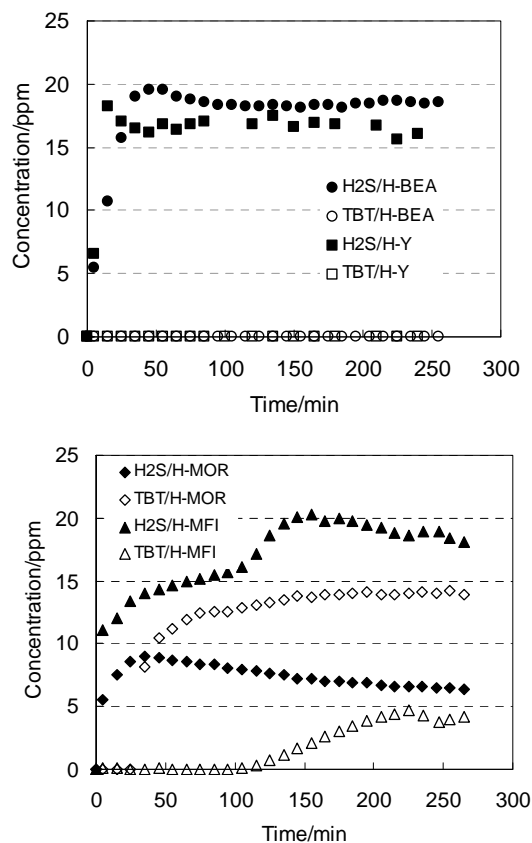 25
20
15
10
5
0
Concentration/ppm
H2S/H-BEA
TBT/H-BEA
H2S/H-Y
TBT/H-Y
0 50 100 150 200 250 300
Time/min
25
20
15
10
5
0
Concentration/ppm
H2S/H-MOR
TBT/H-MOR
H2S/H-MFI
TBT/H-MFI
0 50 100 150 200 250 300
Time/min